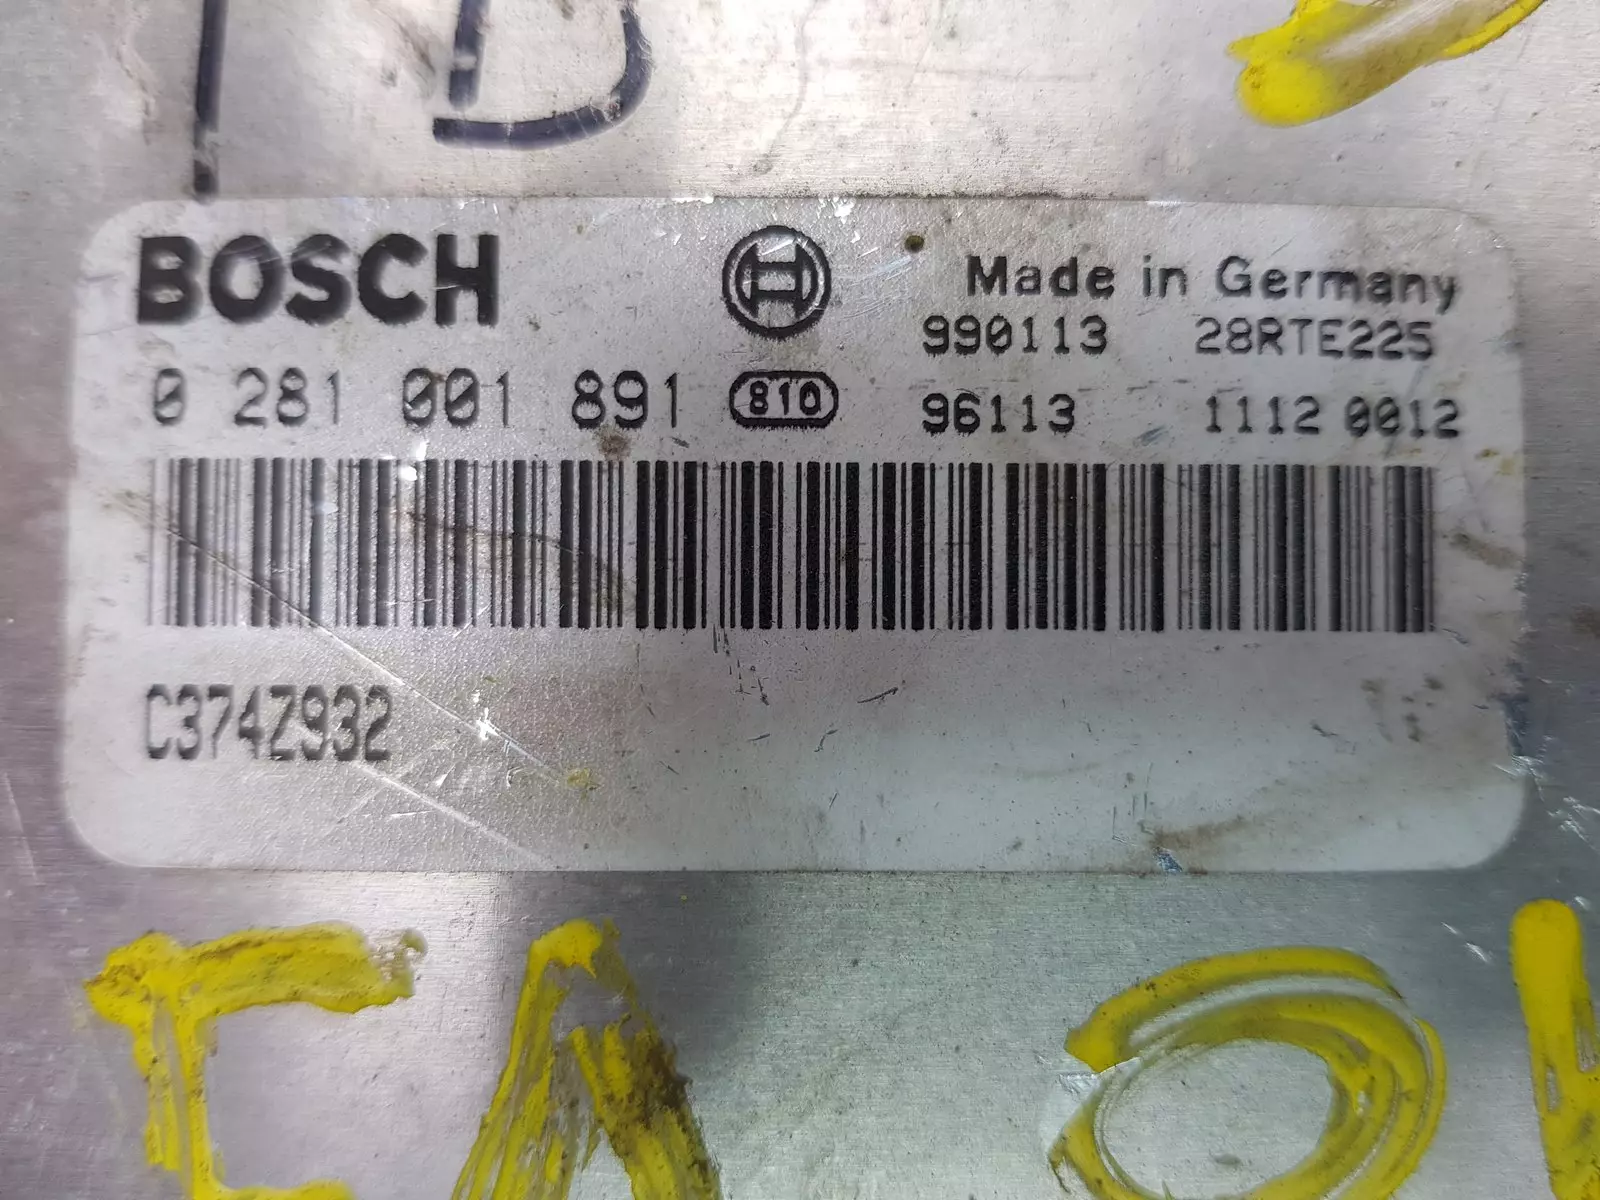 BOSCH Made in Germany
990113 28RTE225
0 281 001 891 810 96113 1112 0012
C374Z932